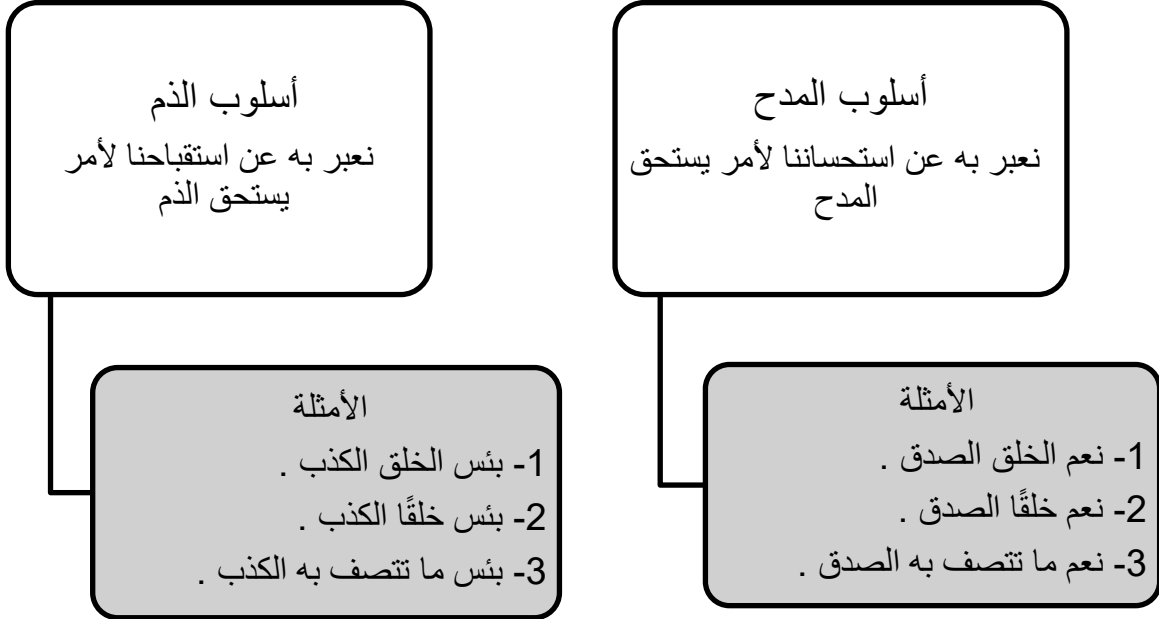 أسلوب المدح
نعبر به عن استحساننا لأمر يستحق
المدح
الأمثلة
1- نعم الخلق الصدق .
2- نعم خلقًا الصدق .
3- نعم ما تتصف به الصدق .
أسلوب الذم
نعبر به عن استقباحنا لأمر
يستحق الذم
الأمثلة
1- بئس الخلق الكذب .
2- بئس خلقًا الكذب .
3- بئس ما تتصف به الكذب .